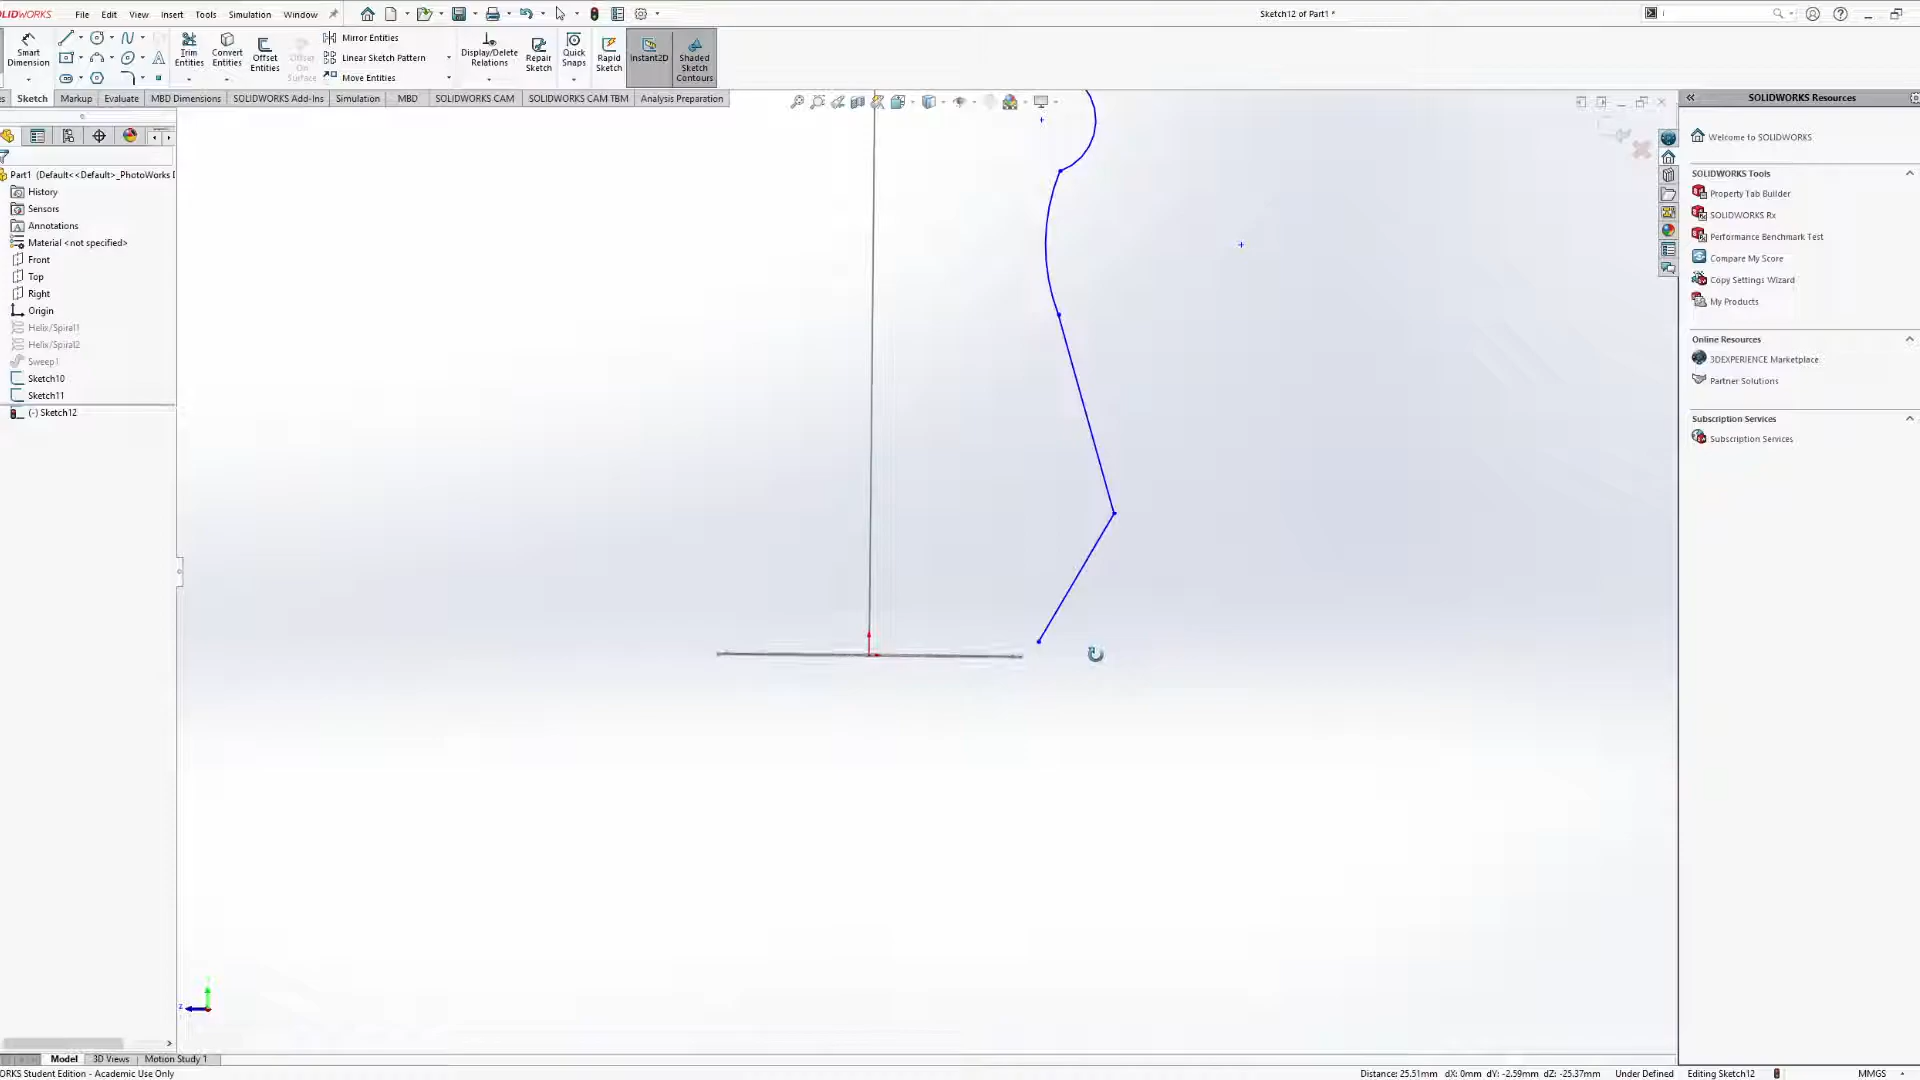 OLIDWORKS File Edit View Insert Tools Simulation Window Sketch12 of Part1 *
Smart Dimension
Trim Entities
Convert Entities
Offset Entities
Offset On Surface
Mirror Entities
Linear Sketch Pattern
Move Entities
Display/Delete Relations
Repair Sketch
Quick Snaps
Rapid Sketch
Instant2D
Shaded Sketch Contours
es Sketch Markup Evaluate MBD Dimensions SOLIDWORKS Add-Ins Simulation MBD SOLIDWORKS CAM SOLIDWORKS CAM TBM Analysis Preparation
Part1 (Default<<Default>_PhotoWorks D
History
Sensors
Annotations
Material <not specified>
Front
Top
Right
Origin
Helix/Spiral1
Helix/Spiral2
Sweep1
Sketch10
Sketch11
(-) Sketch12
SOLIDWORKS Resources
Welcome to SOLIDWORKS
SOLIDWORKS Tools
Property Tab Builder
SOLIDWORKS Rx
Performance Benchmark Test
Compare My Score
Copy Settings Wizard
My Products
Online Resources
3DEXPERIENCE Marketplace
Partner Solutions
Subscription Services
Subscription Services
Z
Model 3D Views Motion Study 1
ORKS Student Edition - Academic Use Only
Distance: 25.51mm dX: 0mm dY: -2.59mm dZ: -25.37mm Under Defined Editing Sketch12 MMGS